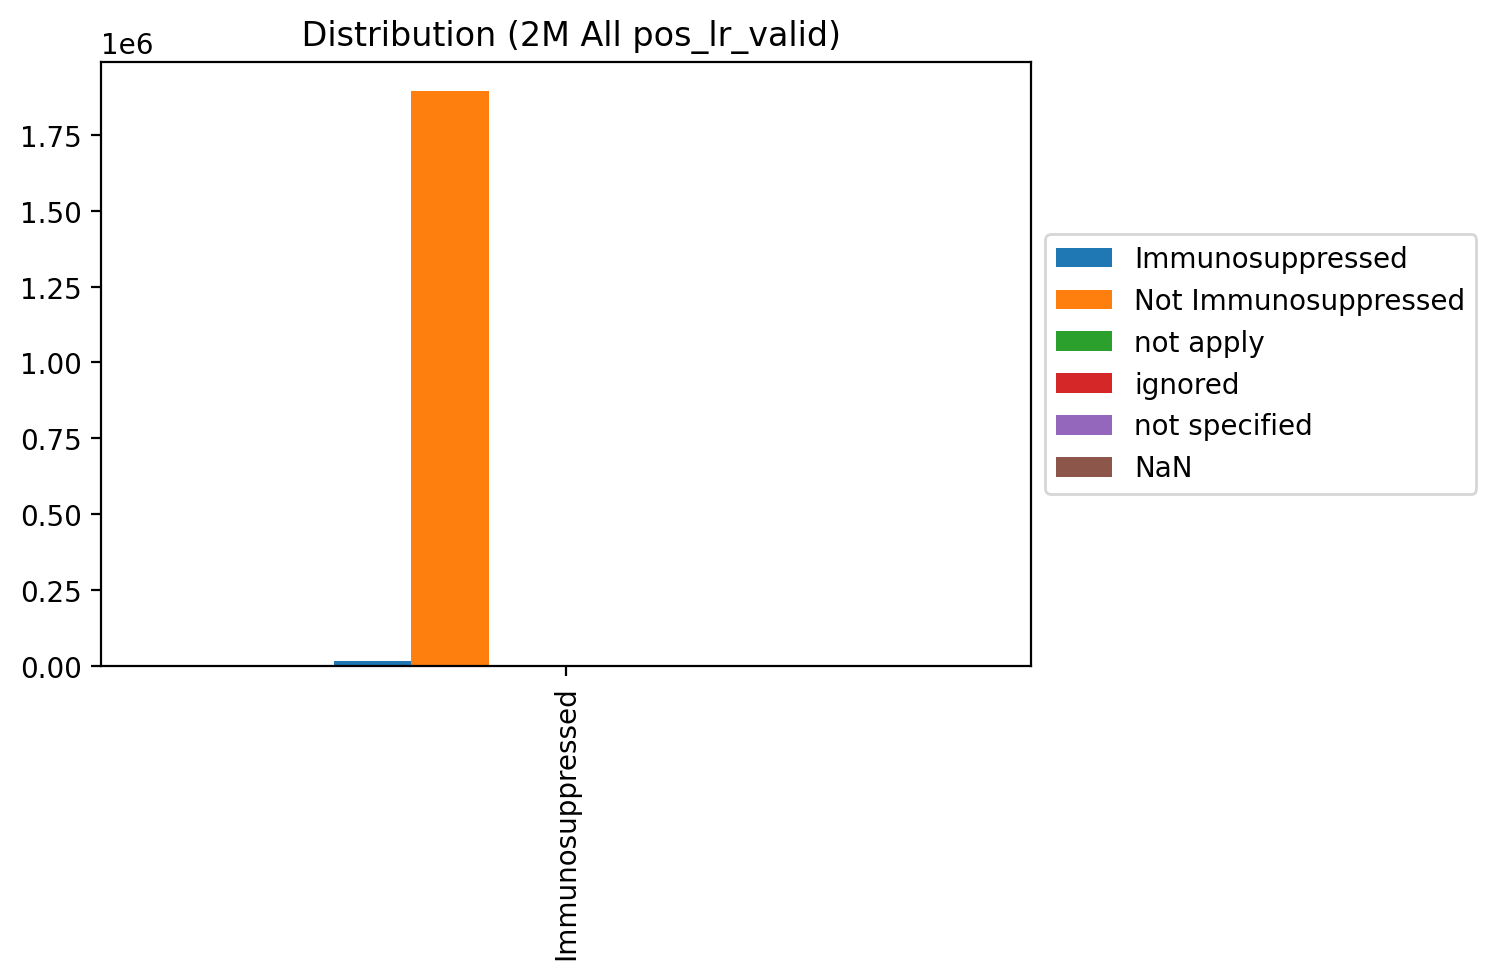 Distribution (2M All pos_lr_valid)
1e6
1.75
1.50
1.25
1.00
0.75
0.50
0.25
0.00
Immunosuppressed
Immunosuppressed
Not Immunosuppressed
not apply
ignored
not specified
NaN